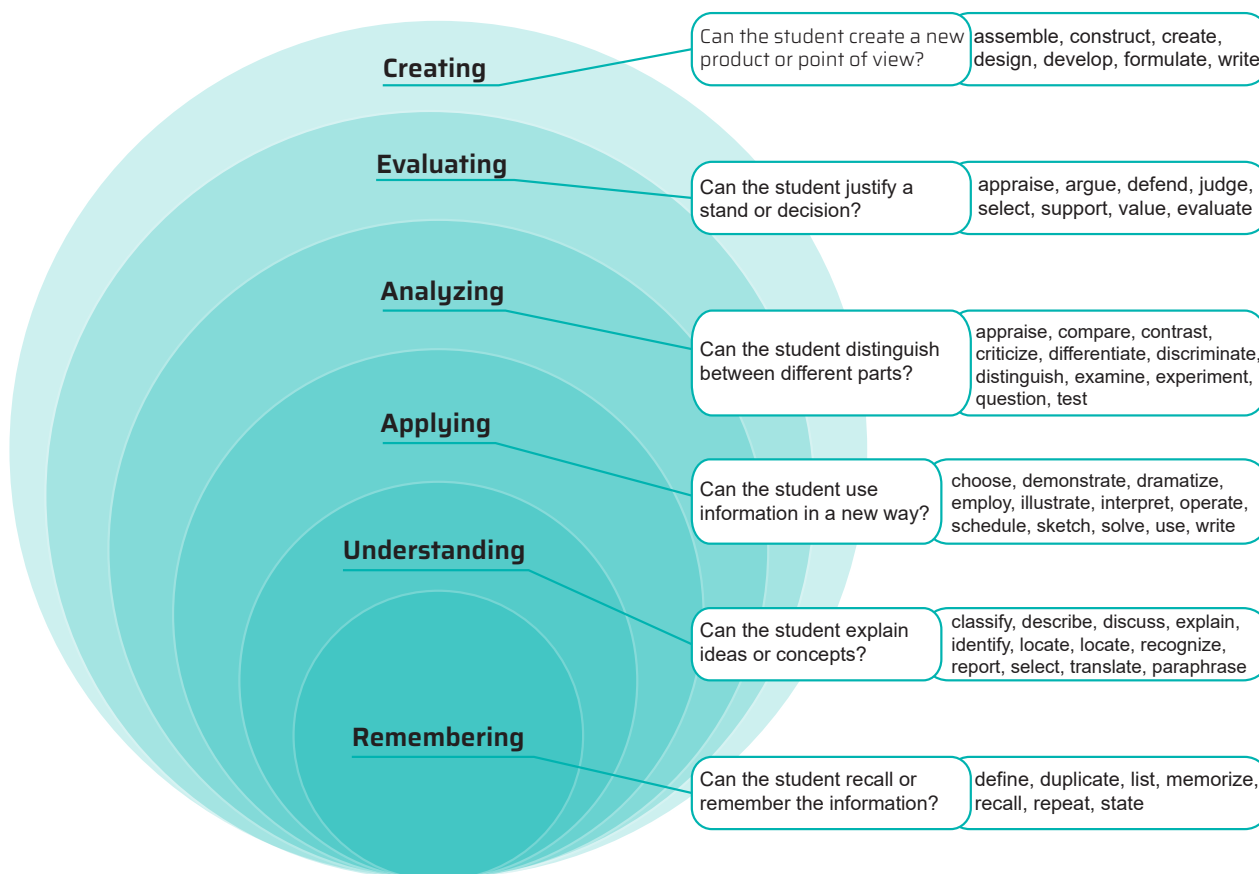 Creating
Can the student create a new
product or point of view?
assemble, construct, create,
design, develop, formulate, write
Evaluating
Can the student justify a
stand or decision?
appraise, argue, defend, judge,
select, support, value, evaluate
Analyzing
Can the student distinguish
between different parts?
appraise, compare, contrast,
criticize, differentiate, discriminate,
distinguish, examine, experiment,
question, test
Applying
Can the student use
information in a new way?
choose, demonstrate, dramatize,
employ, illustrate, interpret, operate,
schedule, sketch, solve, use, write
Understanding
Can the student explain
ideas or concepts?
classify, describe, discuss, explain,
identify, locate, locate, recognize,
report, select, translate, paraphrase
Remembering
Can the student recall or
remember the information?
define, duplicate, list, memorize,
recall, repeat, state